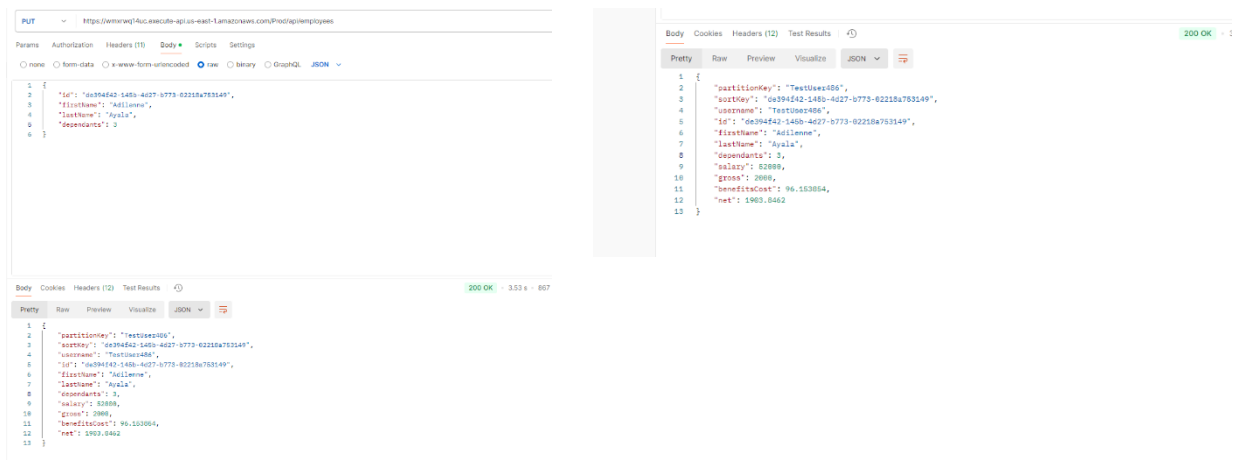 PUT https://wmxrwq14uc.execute-api.us-east-1.amazonaws.com/Prod/api/employees
Params Authorization Headers (11) Body Scripts Settings
none form-data x-www-form-urlencoded raw binary GraphQL JSON
1 {
2 "id": "de394f42-145b-4d27-b773-82218a753149",
3 "firstName": "Adilenne",
4 "lastName": "Ayala",
5 "dependants": 3
6 }
Body Cookies Headers (12) Test Results 200 OK 3.53 s 867
Pretty Raw Preview Visualize JSON
1 {
2 "partitionKey": "TestUser486",
3 "sortKey": "de394f42-145b-4d27-b773-82218a753149",
4 "username": "TestUser486",
5 "id": "de394f42-145b-4d27-b773-82218a753149",
6 "firstName": "Adilenne",
7 "lastName": "Ayala",
8 "dependants": 3,
9 "salary": 52000,
10 "gross": 2000,
11 "benefitsCost": 96.153854,
12 "net": 1903.8462
13 }
Body Cookies Headers (12) Test Results 200 OK
Pretty Raw Preview Visualize JSON
1 {
2 "partitionKey": "TestUser486",
3 "sortKey": "de394f42-145b-4d27-b773-82218a753149",
4 "username": "TestUser486",
5 "id": "de394f42-145b-4d27-b773-82218a753149",
6 "firstName": "Adilenne",
7 "lastName": "Ayala",
8 "dependants": 3,
9 "salary": 52000,
10 "gross": 2000,
11 "benefitsCost": 96.153854,
12 "net": 1903.8462
13 }